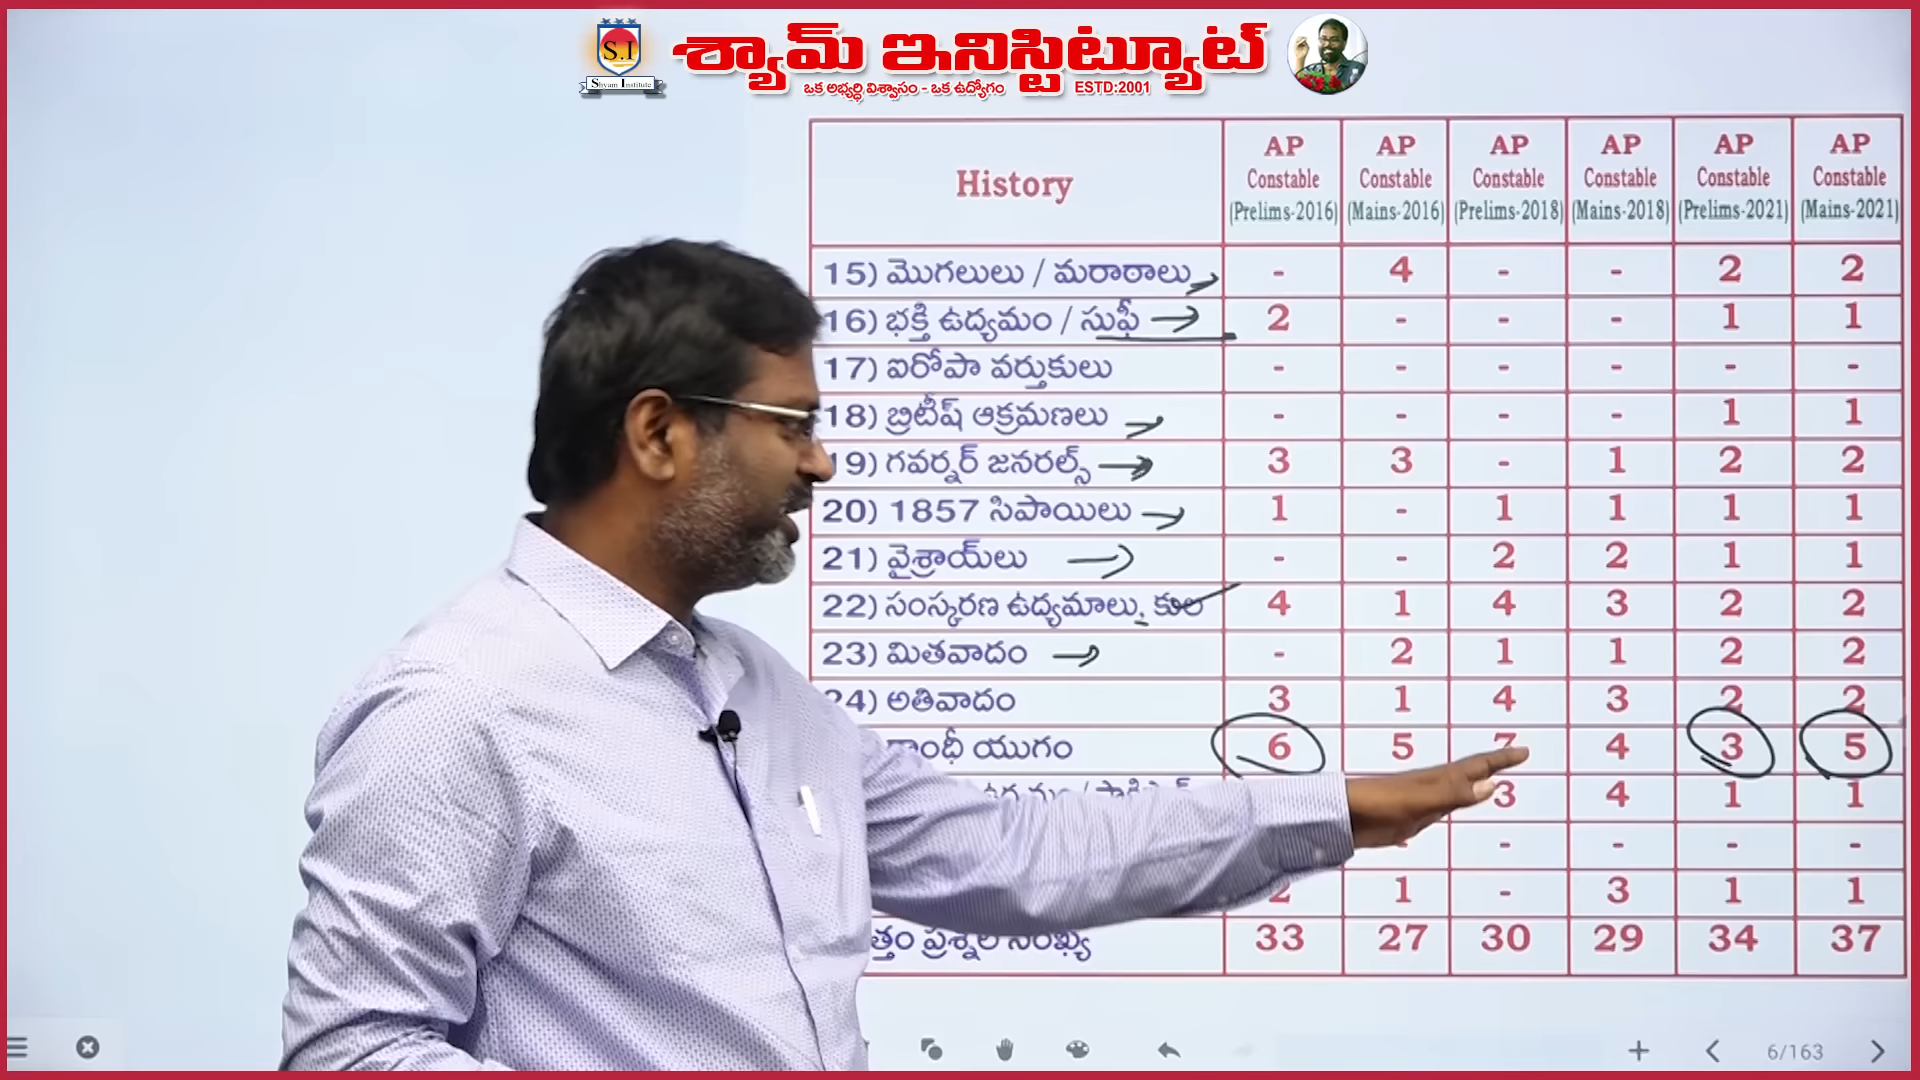 S.I
Shyam Institute
శ్యామ్ ఇనిస్టిట్యూట్
ఒక అభ్యర్థి విశ్వాసం - ఒక ఉద్యోగం ESTD:2001
History AP Constable (Prelims-2016) AP Constable (Mains-2016) AP Constable (Prelims-2018) AP Constable (Mains-2018) AP Constable (Prelims-2021) AP Constable (Mains-2021)
15) మొగలులు / మరాఠాలు - 4 - - 2 2
16) భక్తి ఉద్యమం / సుఫీ 2 - - - 1 1
17) ఐరోపా వర్తుకులు - - - - - -
18) బ్రిటీష్ ఆక్రమణలు - - - - 1 1
19) గవర్నర్ జనరల్స్ 3 3 - 1 2 2
20) 1857 సిపాయిలు 1 - 1 1 1 1
21) వైశ్రాయ్‌లు - - 2 2 1 1
22) సంస్కరణ ఉద్యమాలు, కుల 4 1 4 3 2 2
23) మితవాదం - 2 1 1 2 2
24) అతివాదం 3 1 4 3 2 2
గాంధీ యుగం 6 5 7 4 3 5
3 4 1 1
- - - - -
2 1 - 3 1 1
ప్రశ్నల సంఖ్య 33 27 30 29 34 37
6/163